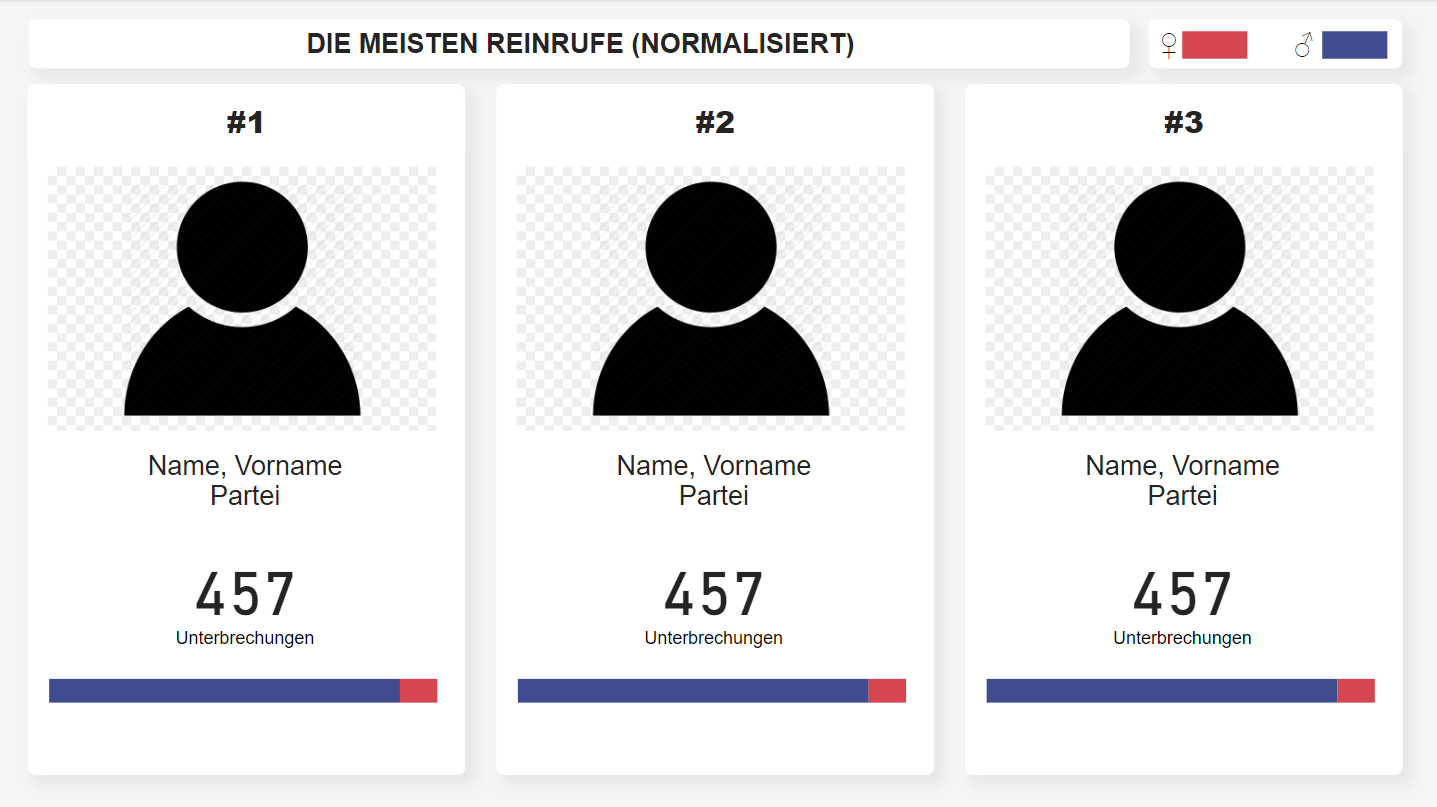 DIE MEISTEN REINRUFE (NORMALISIERT)
♀ ♂
#1
Name, Vorname
Partei
457
Unterbrechungen
#2
Name, Vorname
Partei
457
Unterbrechungen
#3
Name, Vorname
Partei
457
Unterbrechungen